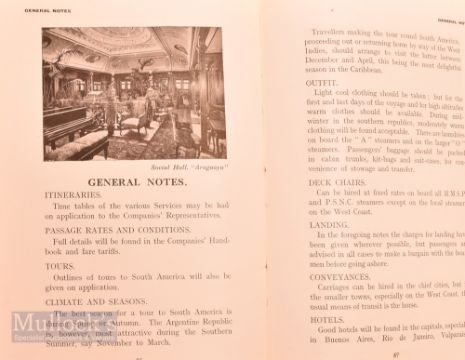 GENERAL NOTES
Social Hall, "Araguaya"
GENERAL NOTES.
ITINERARIES.
Time tables of the various Services may be had
on application to the Companies' Representatives.
PASSAGE RATES AND CONDITIONS.
Full details will be found in the Companies' Hand-
book and fare tariffs.
TOURS.
Outlines of tours to South America will also be
given on application.
CLIMATE AND SEASONS.
The best season for a tour to South America is
during our Autumn. The Argentine Republic
is, however, most attractive during the Southern
Summer, say November to March.
GENERAL NOTES
Travellers making the tour round South America,
proceeding out or returning home by way of the West
Indies, should arrange to visit the latter between
December and April, this being the most delightful
season in the Caribbean.
OUTFIT.
Light cool clothing should be taken; but for the
first and last days of the voyage and for high altitudes
warm clothes should be available. During mid-
winter in the southern republics, moderately warm
clothing will be found acceptable. There are laundries
on board the "A" steamers and on the larger "O"
steamers. Passengers' baggage should be packed
in cabin trunks, kit-bags and suit-cases, for con-
venience of stowage and transfer.
DECK CHAIRS.
Can be hired at fixed rates on board all R.M.S.P.
and P.S.N.C. steamers except on the local steamers
on the West Coast.
LANDING.
In the foregoing notes the charges for landing have
been given wherever possible, but passengers are
advised in all cases to make a bargain with the boat-
men before going ashore.
CONVEYANCES.
Carriages can be hired in the chief cities, but in
the smaller towns, especially on the West Coast, the
usual means of transit is the horse.
HOTELS.
Good hotels will be found in the capitals, especially
in Buenos Aires, Rio de Janeiro, Valparaiso
87
Mullock's